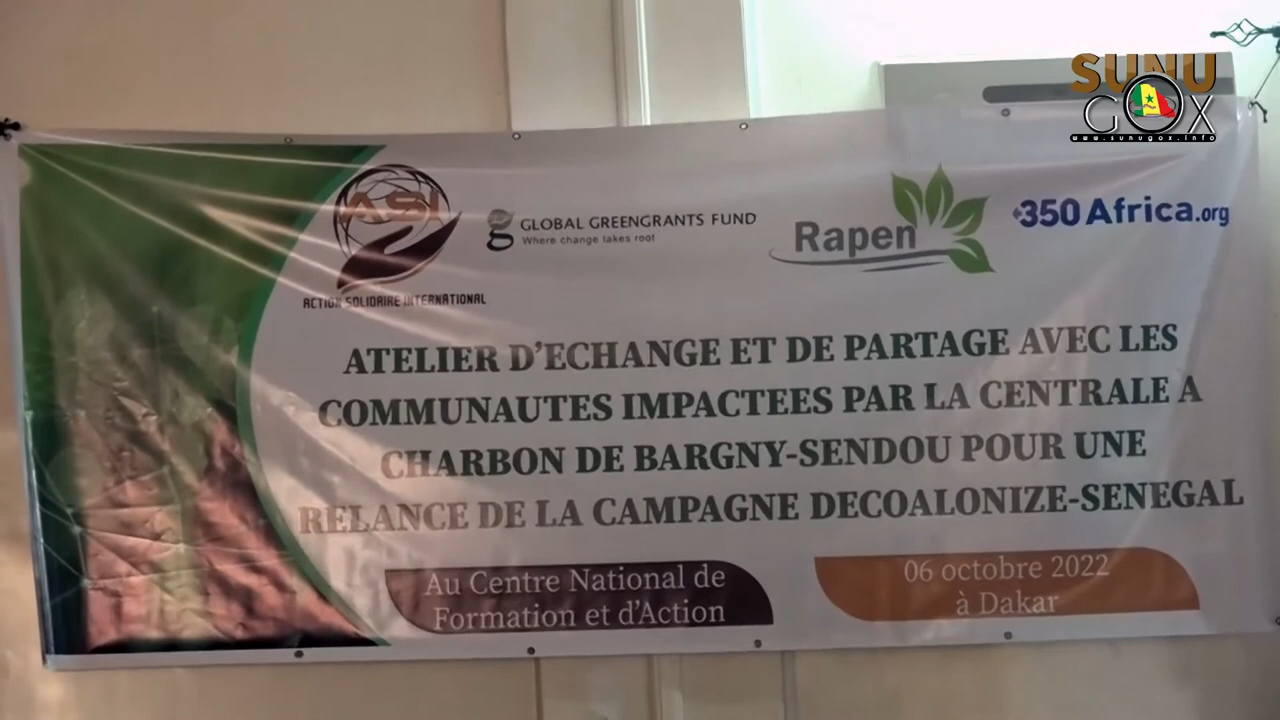 SUNU
GOX
www.sunugox.info
ASI
ACTION SOLIDAIRE INTERNATIONAL
GLOBAL GREENGRANTS FUND
Where change takes root
Rapen
350Africa.org
ATELIER D'ECHANGE ET DE PARTAGE AVEC LES
COMMUNAUTES IMPACTEES PAR LA CENTRALE A
CHARBON DE BARGNY-SENDOU POUR UNE
RELANCE DE LA CAMPAGNE DECOALONIZE-SENEGAL
Au Centre National de
Formation et d'Action
06 octobre 2022
à Dakar